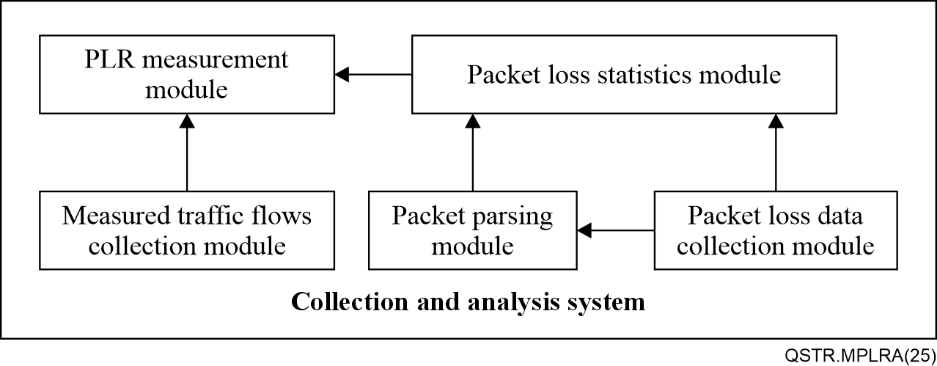 PLR measurement
module
Packet loss statistics module
Measured traffic flows
collection module
Packet parsing
module
Packet loss data
collection module
Collection and analysis system
QSTR.MPLRA(25)